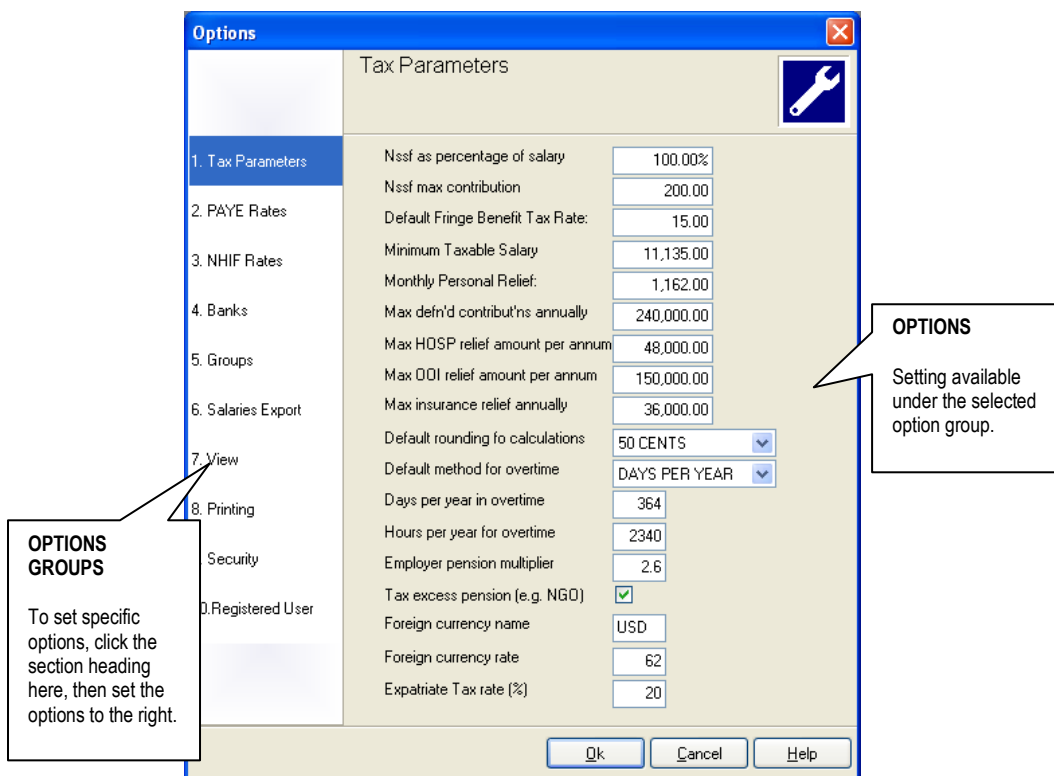 Options
Tax Parameters
1. Tax Parameters
2. PAYE Rates
3. NHIF Rates
4. Banks
5. Groups
6. Salaries Export
7. View
8. Printing
. Security
0.Registered User
Nssf as percentage of salary 100.00%
Nssf max contribution 200.00
Default Fringe Benefit Tax Rate: 15.00
Minimum Taxable Salary 11,135.00
Monthly Personal Relief: 1,162.00
Max defn'd contribut'ns annually 240,000.00
Max HOSP relief amount per annum 48,000.00
Max OOI relief amount per annum 150,000.00
Max insurance relief annually 36,000.00
Default rounding fo calculations 50 CENTS
Default method for overtime DAYS PER YEAR
Days per year in overtime 364
Hours per year for overtime 2340
Employer pension multiplier 2.6
Tax excess pension (e.g. NGO)
Foreign currency name USD
Foreign currency rate 62
Expatriate Tax rate (%) 20
Ok Cancel Help
OPTIONS
GROUPS
To set specific
options, click the
section heading
here, then set the
options to the right.
OPTIONS
Setting available
under the selected
option group.